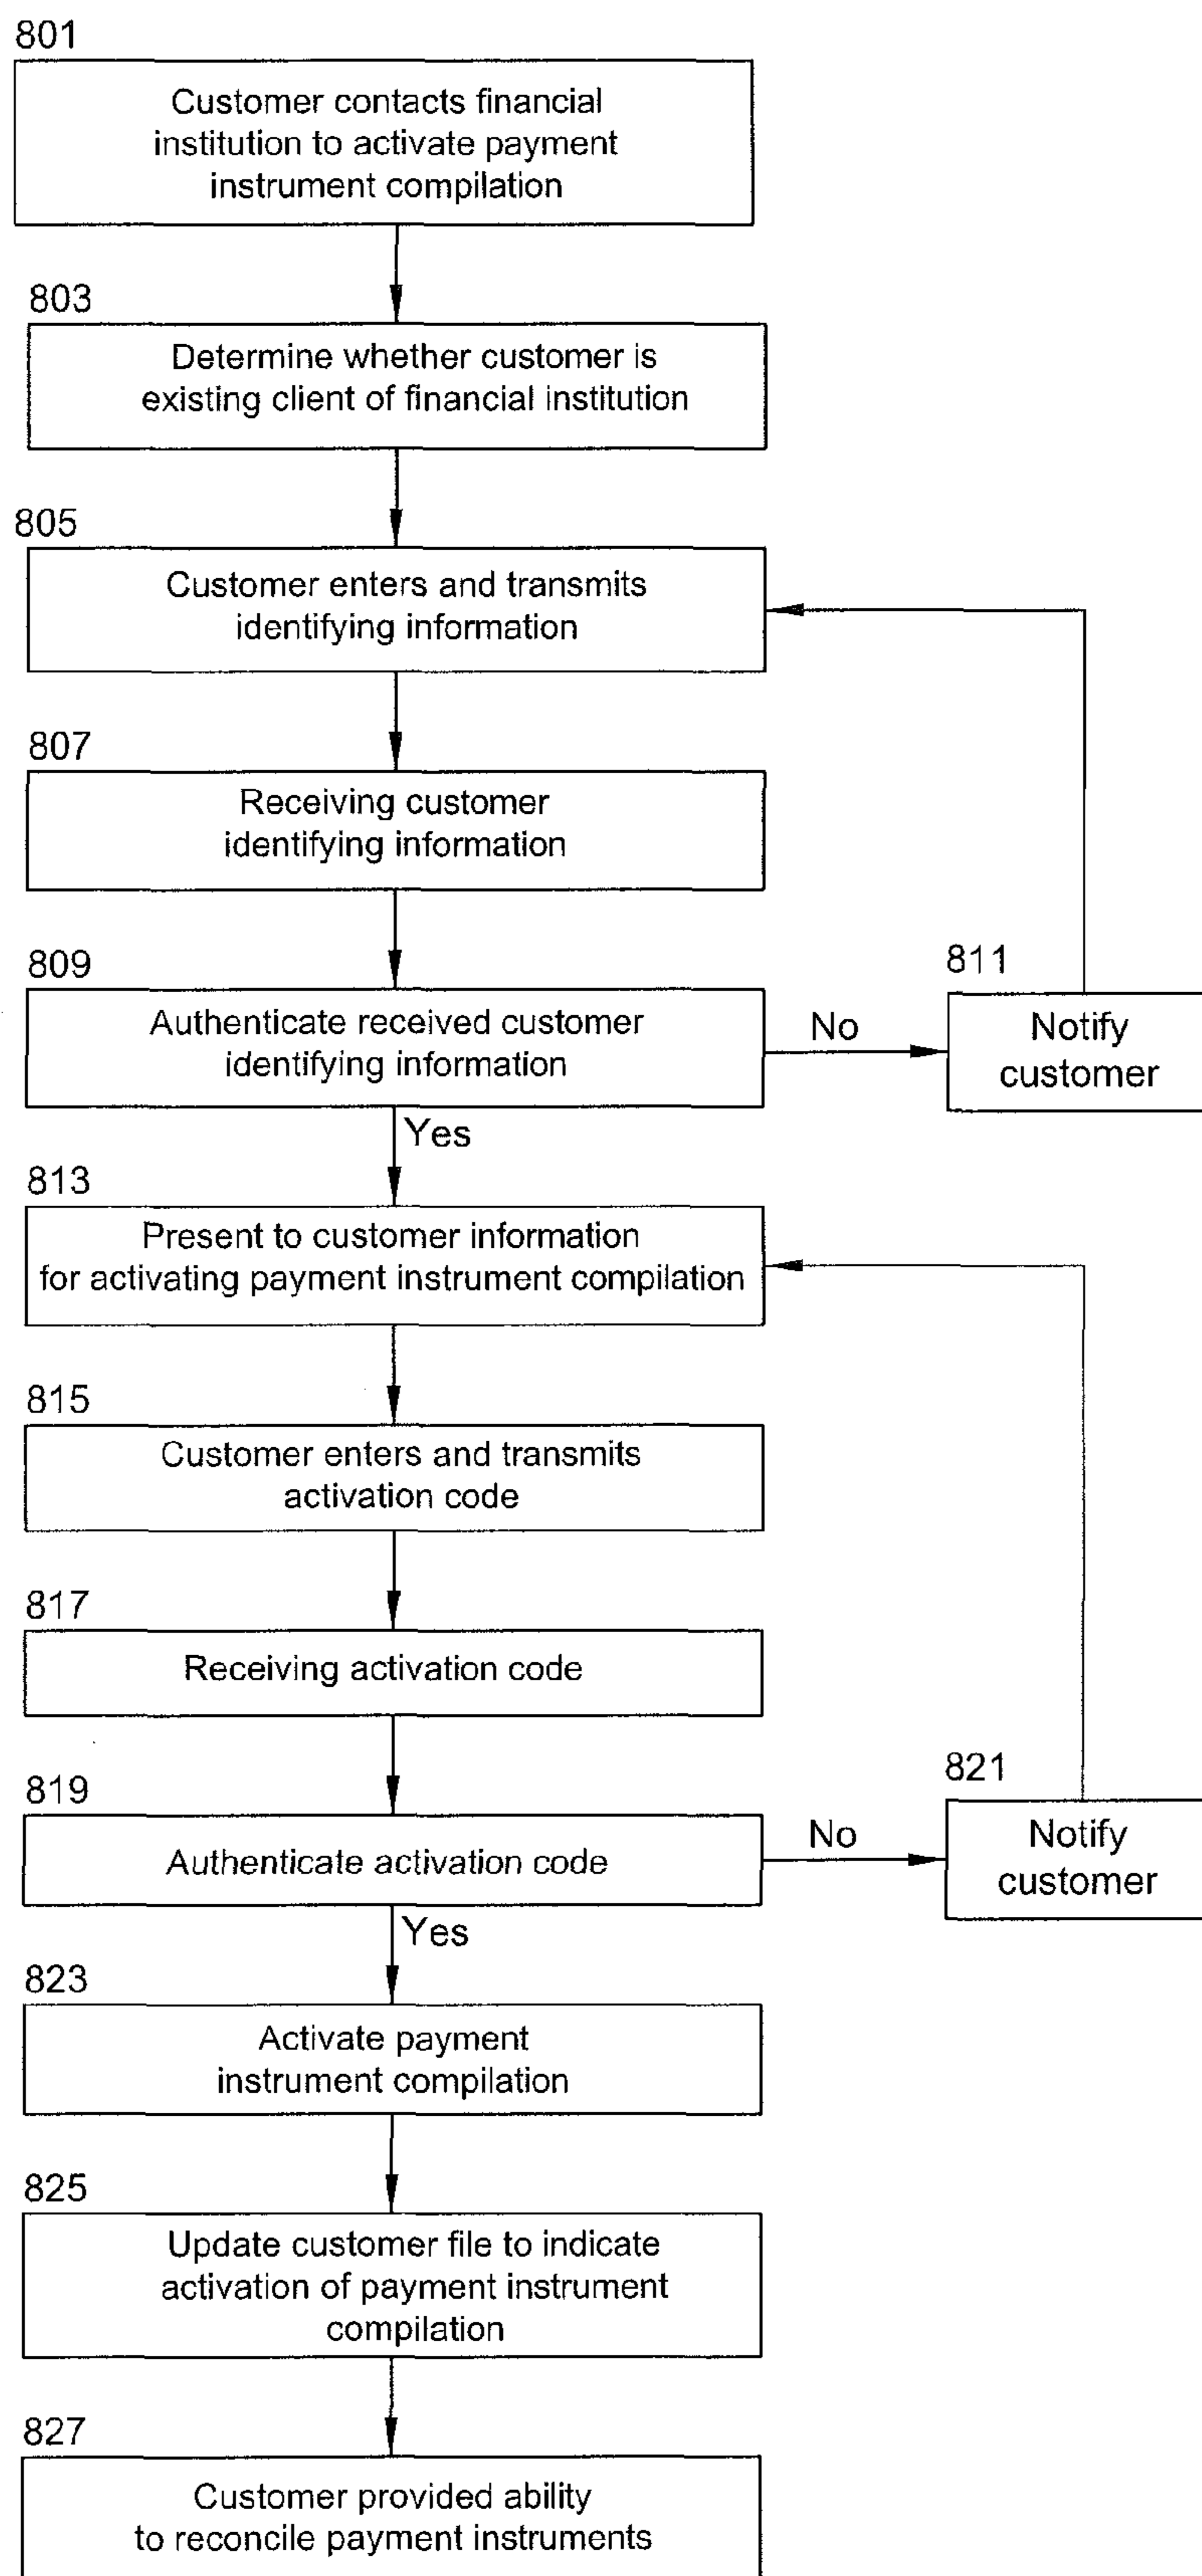 801
Customer contacts financial
institution to activate payment
instrument compilation
803
Determine whether customer is
existing client of financial institution
805
Customer enters and transmits
identifying information
807
Receiving customer
identifying information
809
Authenticate received customer
identifying information
No
811
Notify
customer
Yes
813
Present to customer information
for activating payment instrument compilation
815
Customer enters and transmits
activation code
817
Receiving activation code
819
Authenticate activation code
No
821
Notify
customer
Yes
823
Activate payment
instrument compilation
825
Update customer file to indicate
activation of payment instrument
compilation
827
Customer provided ability
to reconcile payment instruments